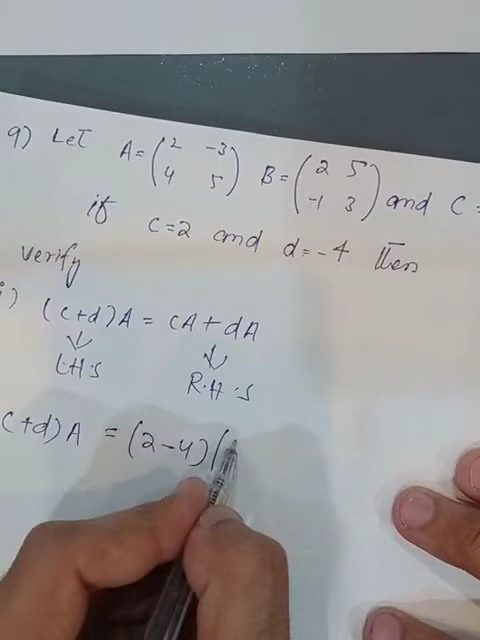 9) Let A = ( 2 -3 4 5 ) B = ( 2 5 -1 3 ) and C =
if c=2 and d=-4 then
verify
i) (c+d)A = cA+dA
L.H.S R.H.S
(c+d)A = (2-4)(